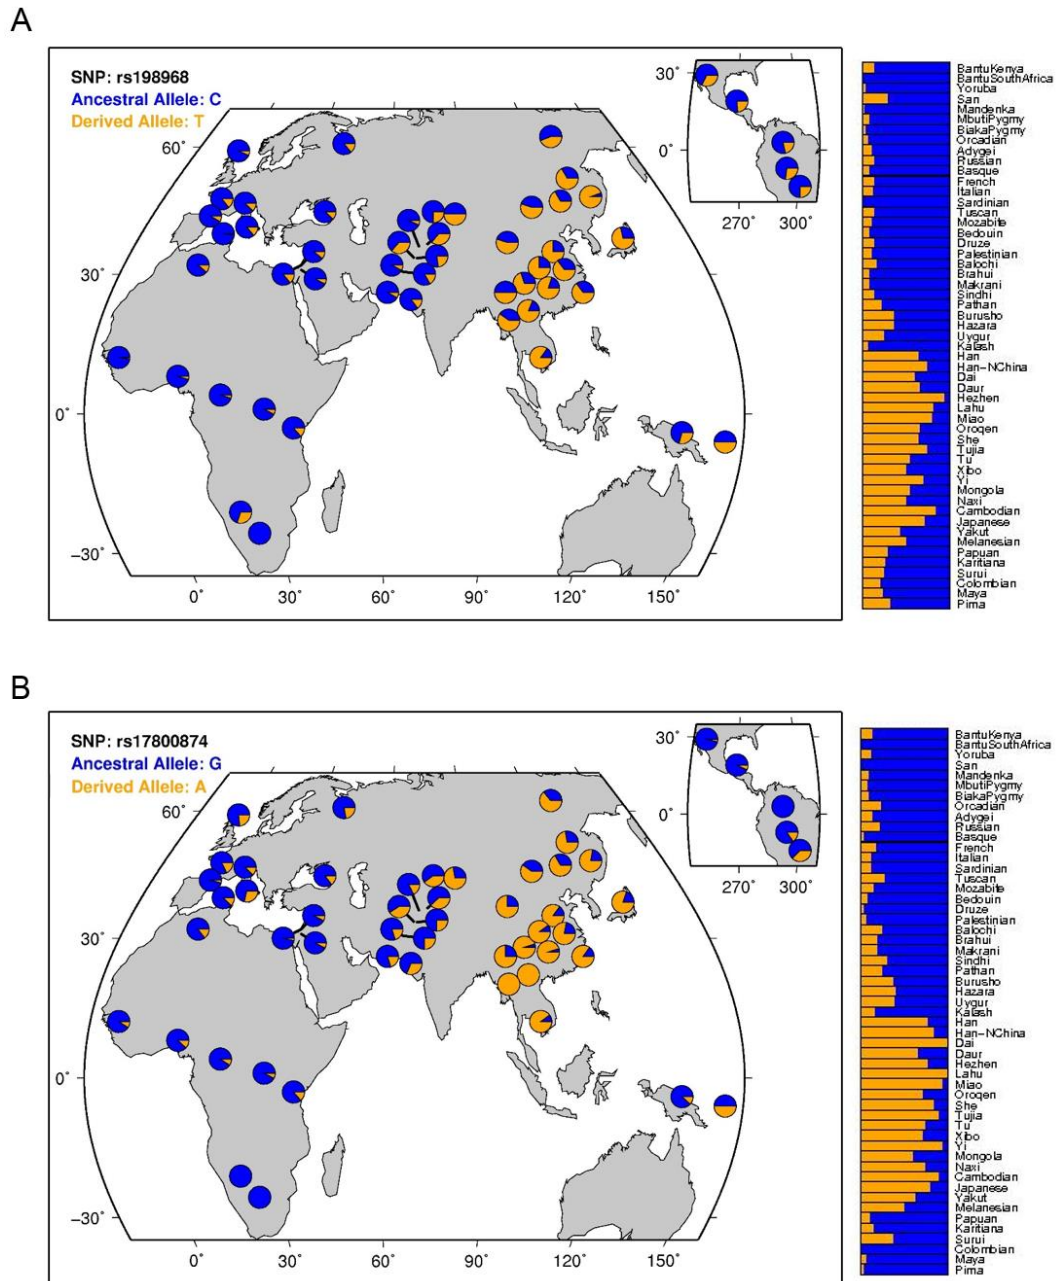 A
SNP: rs198968
Ancestral Allele: C
Derived Allele: T
60°
30°
0°
−30°
0°
30°
60°
90°
120°
150°
30°
0°
270°
300°
BantuKenya
BantuSouthAfrica
Yoruba
San
Mandenka
MbutiPygmy
BiakaPygmy
Orcadian
Adygei
Russian
Basque
French
Italian
Sardinian
Tuscan
Mozabite
Bedouin
Druze
Palestinian
Balochi
Brahui
Makrani
Sindhi
Pathan
Burusho
Hazara
Uygur
Kalash
Han
Han−NChina
Dai
Daur
Hezhen
Lahu
Miao
Oroqen
She
Tujia
Tu
Xibo
Yi
Mongola
Naxi
Cambodian
Japanese
Yakut
Melanesian
Papuan
Karitiana
Surui
Colombian
Maya
Pima
B
SNP: rs17800874
Ancestral Allele: G
Derived Allele: A
60°
30°
0°
−30°
0°
30°
60°
90°
120°
150°
30°
0°
270°
300°
BantuKenya
BantuSouthAfrica
Yoruba
San
Mandenka
MbutiPygmy
BiakaPygmy
Orcadian
Adygei
Russian
Basque
French
Italian
Sardinian
Tuscan
Mozabite
Bedouin
Druze
Palestinian
Balochi
Brahui
Makrani
Sindhi
Pathan
Burusho
Hazara
Uygur
Kalash
Han
Han−NChina
Dai
Daur
Hezhen
Lahu
Miao
Oroqen
She
Tujia
Tu
Xibo
Yi
Mongola
Naxi
Cambodian
Japanese
Yakut
Melanesian
Papuan
Karitiana
Surui
Colombian
Maya
Pima